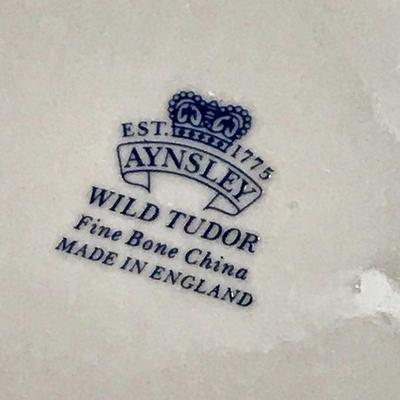 EST. 1775
AYNSLEY
WILD TUDOR
Fine Bone China
MADE IN ENGLAND